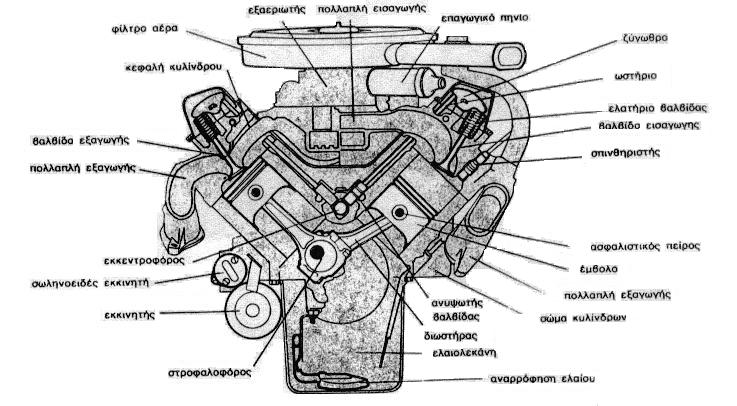 εξαεριωτής
πολλαπλή εισαγωγής
επαγωγικό πηνίο
φίλτρο αέρα
ζύγωθρο
κεφαλή κυλίνδρου
ωστήριο
ελατήριο βαλβίδας
βαλβίδα εισαγωγης
βαλβίδα εξαγωγής
σπινθηριστής
πολλαπλή εξαγωγής
ασφαλιστικός πείρος
εκκεντροφόρος
έμβολο
σωληνοειδές εκκινητή
πολλαπλή εξαγωγής
ανυψωτής
βαλβίδας
σώμα κυλίνδρων
εκκινητής
διωστήρας
ελαιολεκάνη
στροφαλοφόρος
αναρρόφηση ελαίου